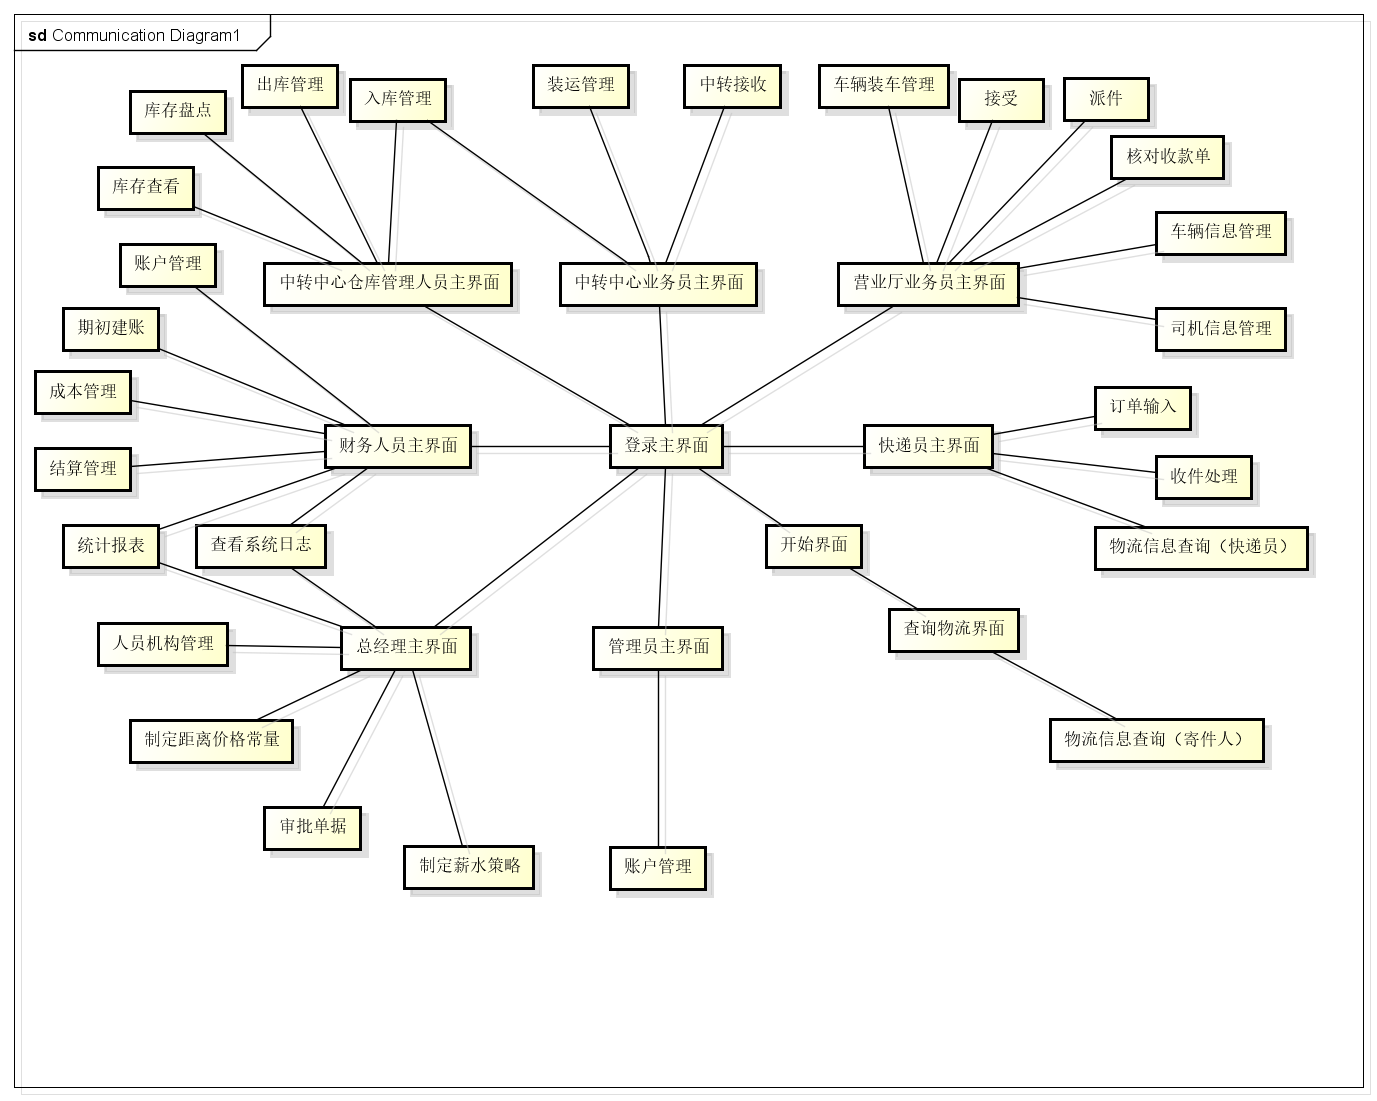 sd Communication Diagram1
出库管理
入库管理
装运管理
中转接收
车辆装车管理
接受
派件
库存盘点
核对收款单
库存查看
车辆信息管理
账户管理
中转中心仓库管理人员主界面
中转中心业务员主界面
营业厅业务员主界面
期初建账
司机信息管理
成本管理
订单输入
财务人员主界面
登录主界面
快递员主界面
结算管理
收件处理
统计报表
查看系统日志
开始界面
物流信息查询（快递员）
人员机构管理
总经理主界面
管理员主界面
查询物流界面
制定距离价格常量
物流信息查询（寄件人）
审批单据
制定薪水策略
账户管理